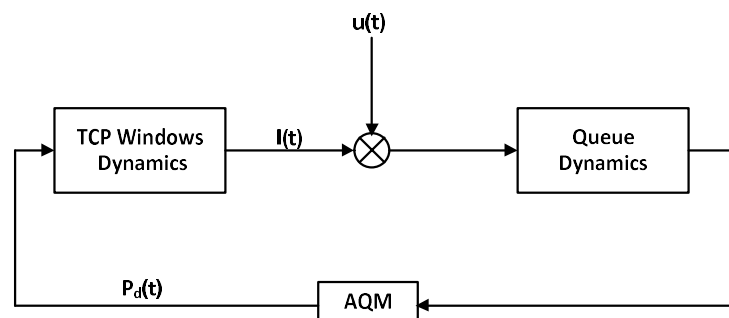 u(t)
TCP Windows
Dynamics
I(t)
Queue
Dynamics
Pd(t)
AQM